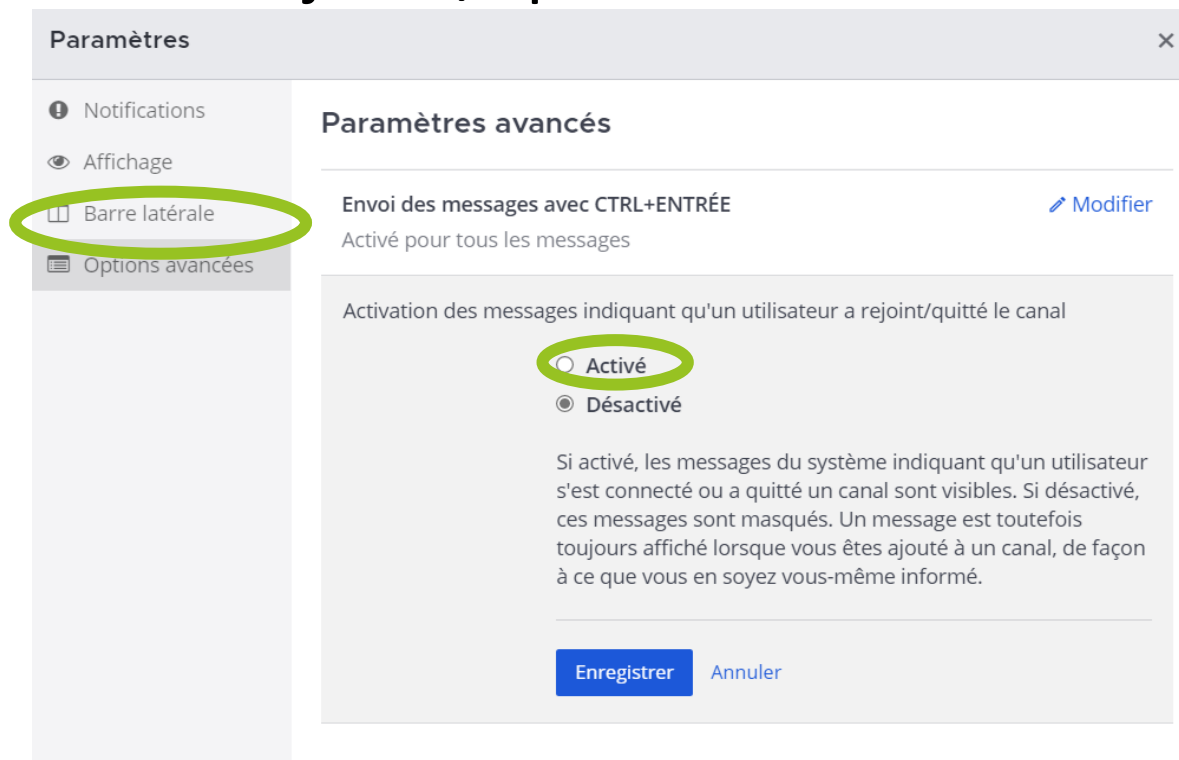 Paramètres
×
Notifications
Affichage
Barre latérale
Options avancées
Paramètres avancés
Envoi des messages avec CTRL+ENTRÉE
Modifier
Activé pour tous les messages
Activation des messages indiquant qu'un utilisateur a rejoint/quitté le canal
Activé
Désactivé
Si activé, les messages du système indiquant qu'un utilisateur
s'est connecté ou a quitté un canal sont visibles. Si désactivé,
ces messages sont masqués. Un message est toutefois
toujours affiché lorsque vous êtes ajouté à un canal, de façon
à ce que vous en soyez vous-même informé.
Enregistrer
Annuler